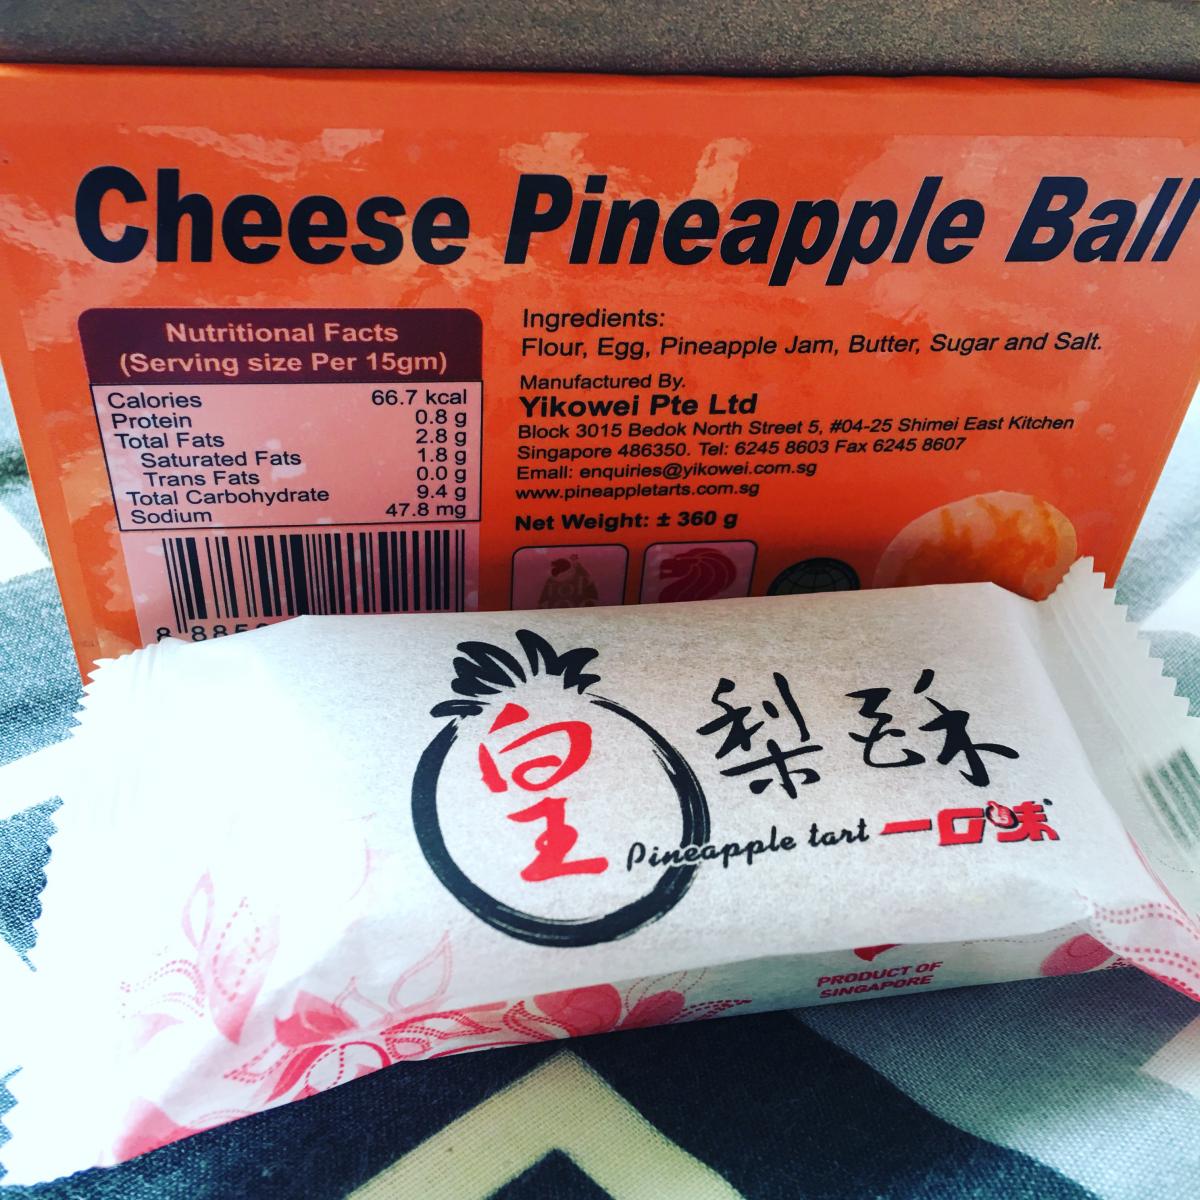 Cheese Pineapple Ball
Nutritional Facts
(Serving size Per 15gm)
Calories 66.7 kcal
Protein 0.8 g
Total Fats 2.8 g
Saturated Fats 1.8 g
Trans Fats 0.0 g
Total Carbohydrate 9.4 g
Sodium 47.8 mg
Ingredients:
Flour, Egg, Pineapple Jam, Butter, Sugar and Salt.
Manufactured By.
Yikowei Pte Ltd
Block 3015 Bedok North Street 5, #04-25 Shimei East Kitchen
Singapore 486350. Tel: 6245 8603 Fax 6245 8607
Email: enquiries@yikowei.com.sg
www.pineappletarts.com.sg
Net Weight: ± 360 g
8 885
皇梨酥
Pineapple tart 一口味
PRODUCT OF
SINGAPORE